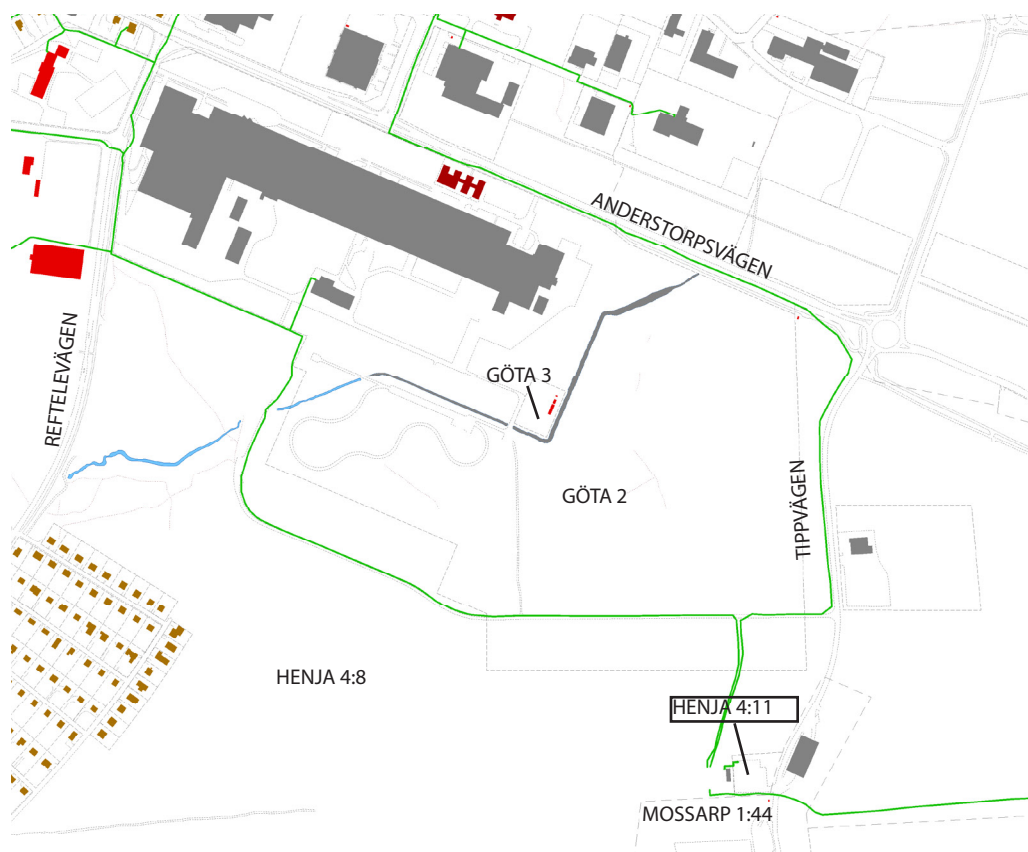 ANDERSTORPSVÄGEN
REFTELEVÄGEN
GÖTA 3
GÖTA 2
TIPPVÄGEN
HENJA 4:8
HENJA 4:11
MOSSARP 1:44